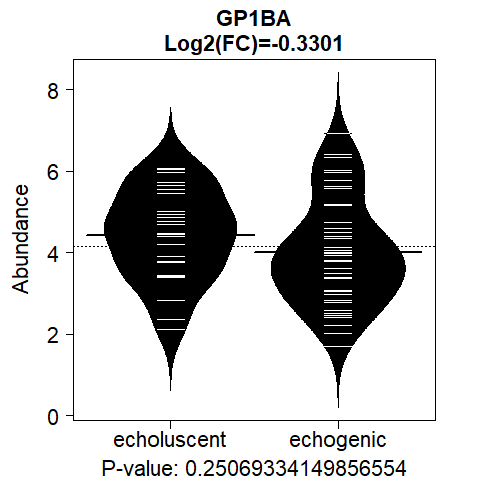 GP1BA
Log2(FC)=-0.3301
Abundance
8
6
4
2
0
echoluscent echogenic
P-value: 0.25069334149856554